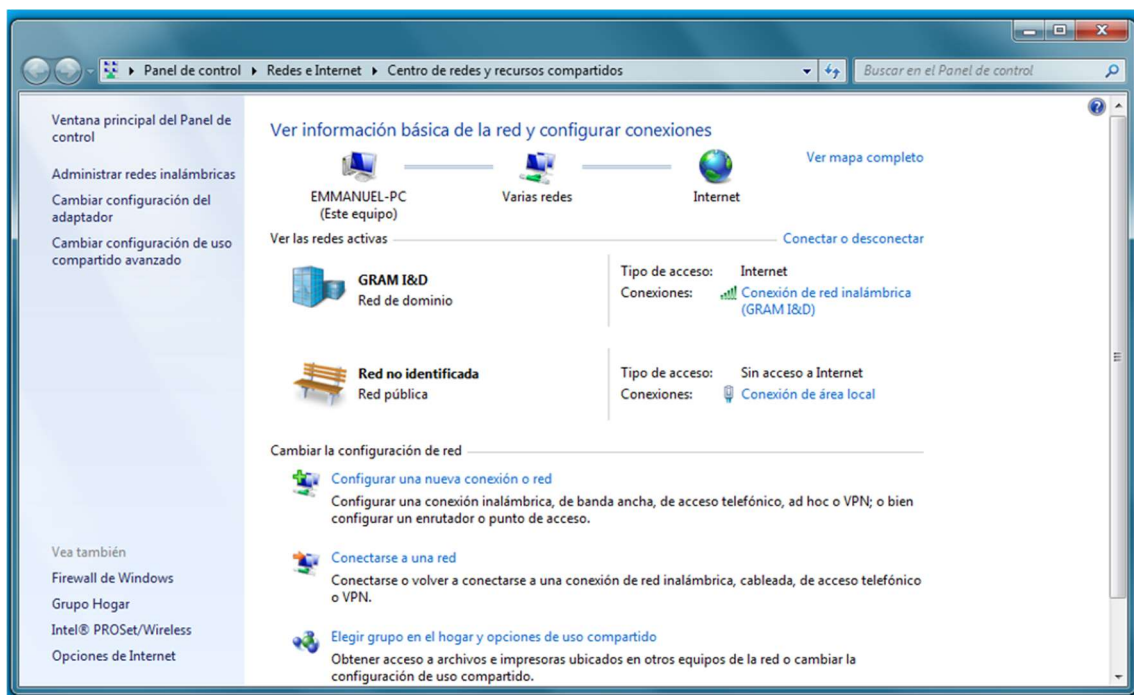 Panel de control ▸ Redes e Internet ▸ Centro de redes y recursos compartidos
Buscar en el Panel de control
Ventana principal del Panel de
control
Administrar redes inalámbricas
Cambiar configuración del
adaptador
Cambiar configuración de uso
compartido avanzado
Vea también
Firewall de Windows
Grupo Hogar
Intel® PROSet/Wireless
Opciones de Internet
Ver información básica de la red y configurar conexiones
EMMANUEL-PC
(Este equipo)
Varias redes
Internet
Ver mapa completo
Ver las redes activas
Conectar o desconectar
GRAM I&D
Red de dominio
Tipo de acceso: Internet
Conexiones: Conexión de red inalámbrica
(GRAM I&D)
Red no identificada
Red pública
Tipo de acceso: Sin acceso a Internet
Conexiones: Conexión de área local
Cambiar la configuración de red
Configurar una nueva conexión o red
Configurar una conexión inalámbrica, de banda ancha, de acceso telefónico, ad hoc o VPN; o bien
configurar un enrutador o punto de acceso.
Conectarse a una red
Conectarse o volver a conectarse a una conexión de red inalámbrica, cableada, de acceso telefónico
o VPN.
Elegir grupo en el hogar y opciones de uso compartido
Obtener acceso a archivos e impresoras ubicados en otros equipos de la red o cambiar la
configuración de uso compartido.